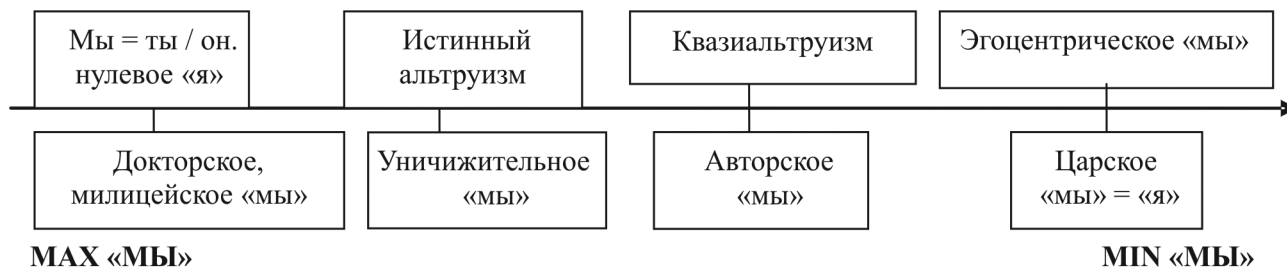 Мы = ты / он.
нулевое «я»
Истинный
альтруизм
Квазиальтруизм
Эгоцентрическое «мы»
Докторское,
милицейское «мы»
Уничижительное
«мы»
Авторское
«мы»
Царское
«мы» = «я»
MAX «МЫ»
MIN «МЫ»